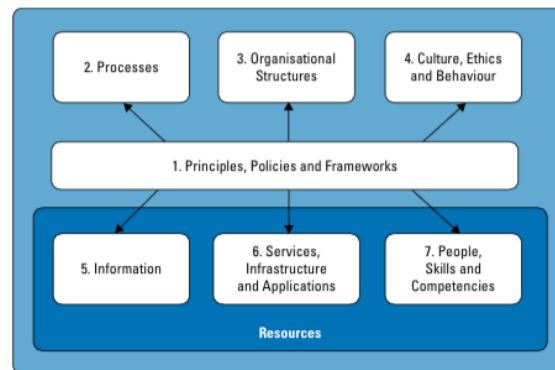 2. Processes
3. Organisational
Structures
4. Culture, Ethics
and Behaviour
1. Principles, Policies and Frameworks
5. Information
6. Services,
Infrastructure
and Applications
7. People,
Skills and
Competencies
Resources